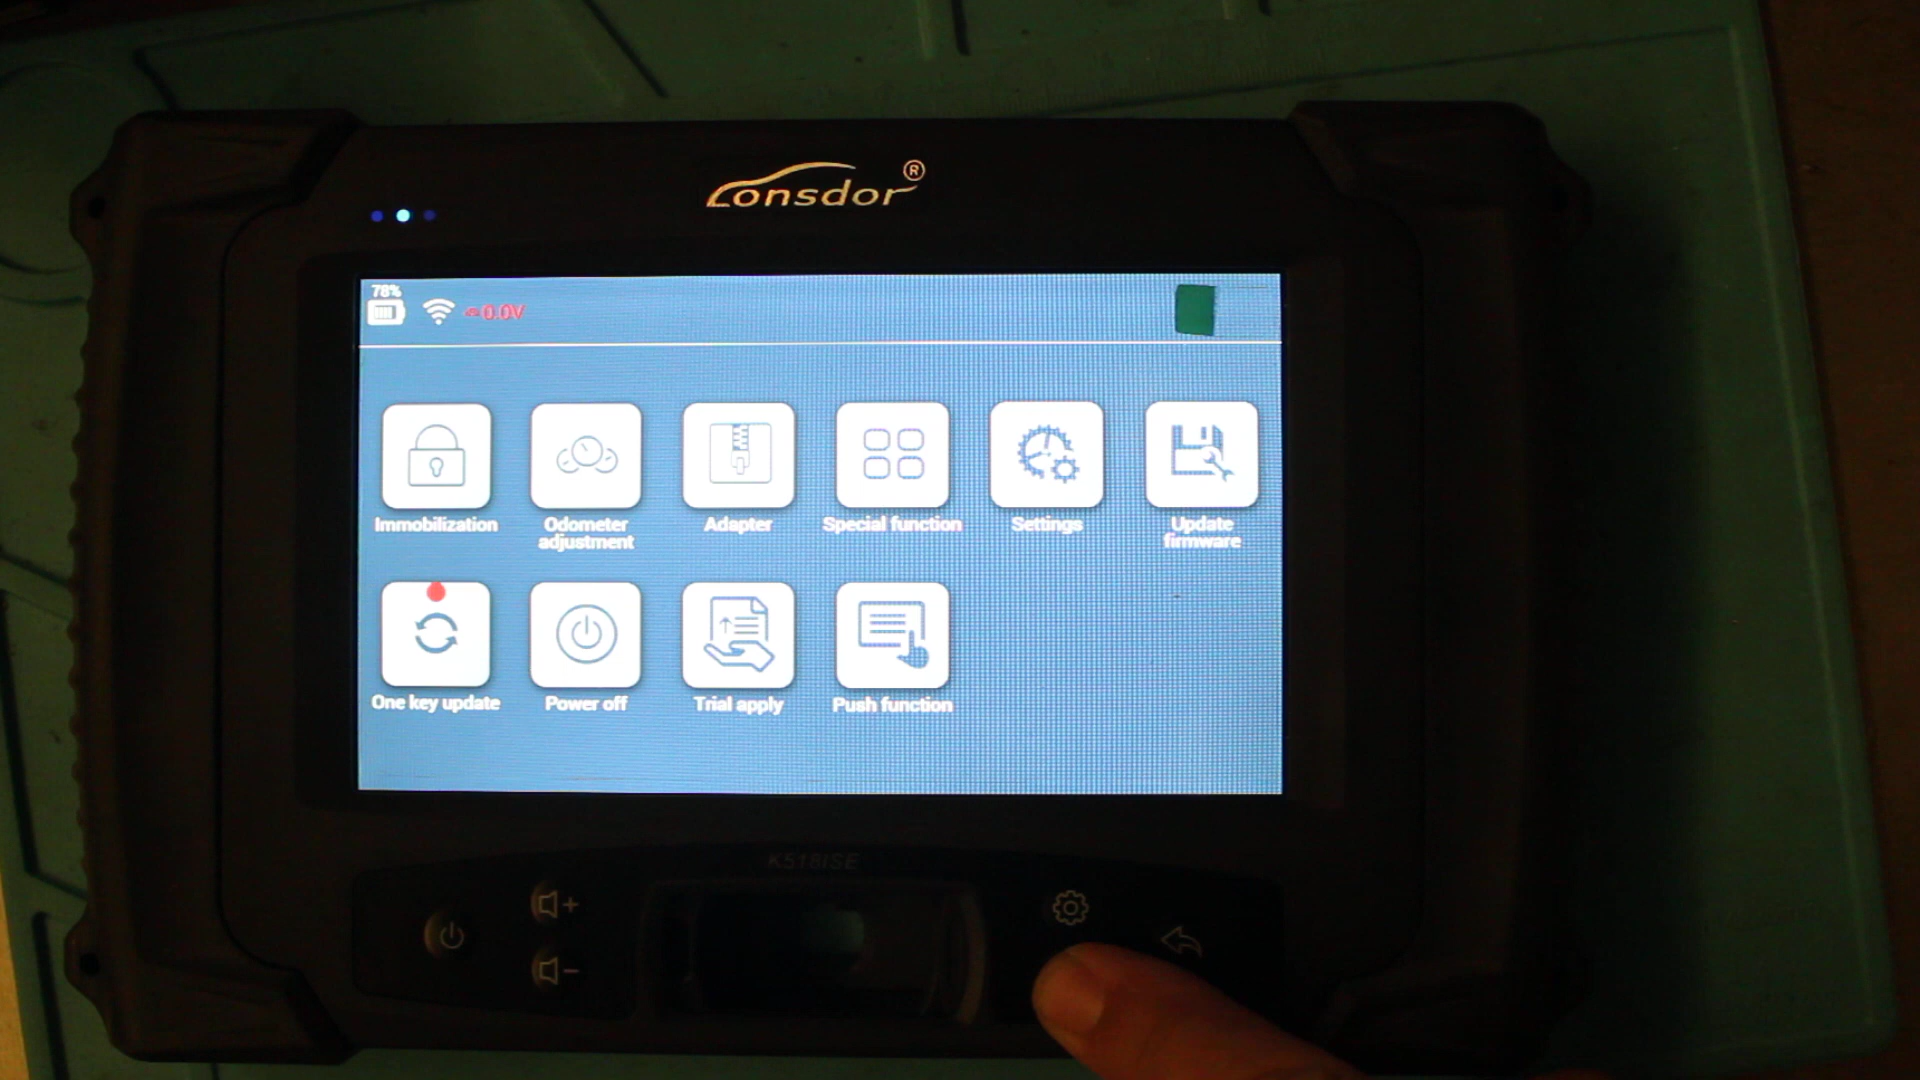 Lonsdor®
78%
0.0V
Immobilization
Odometer adjustment
Adapter
Special function
Settings
Update firmware
One key update
Power off
Trial apply
Push function
K518ISE